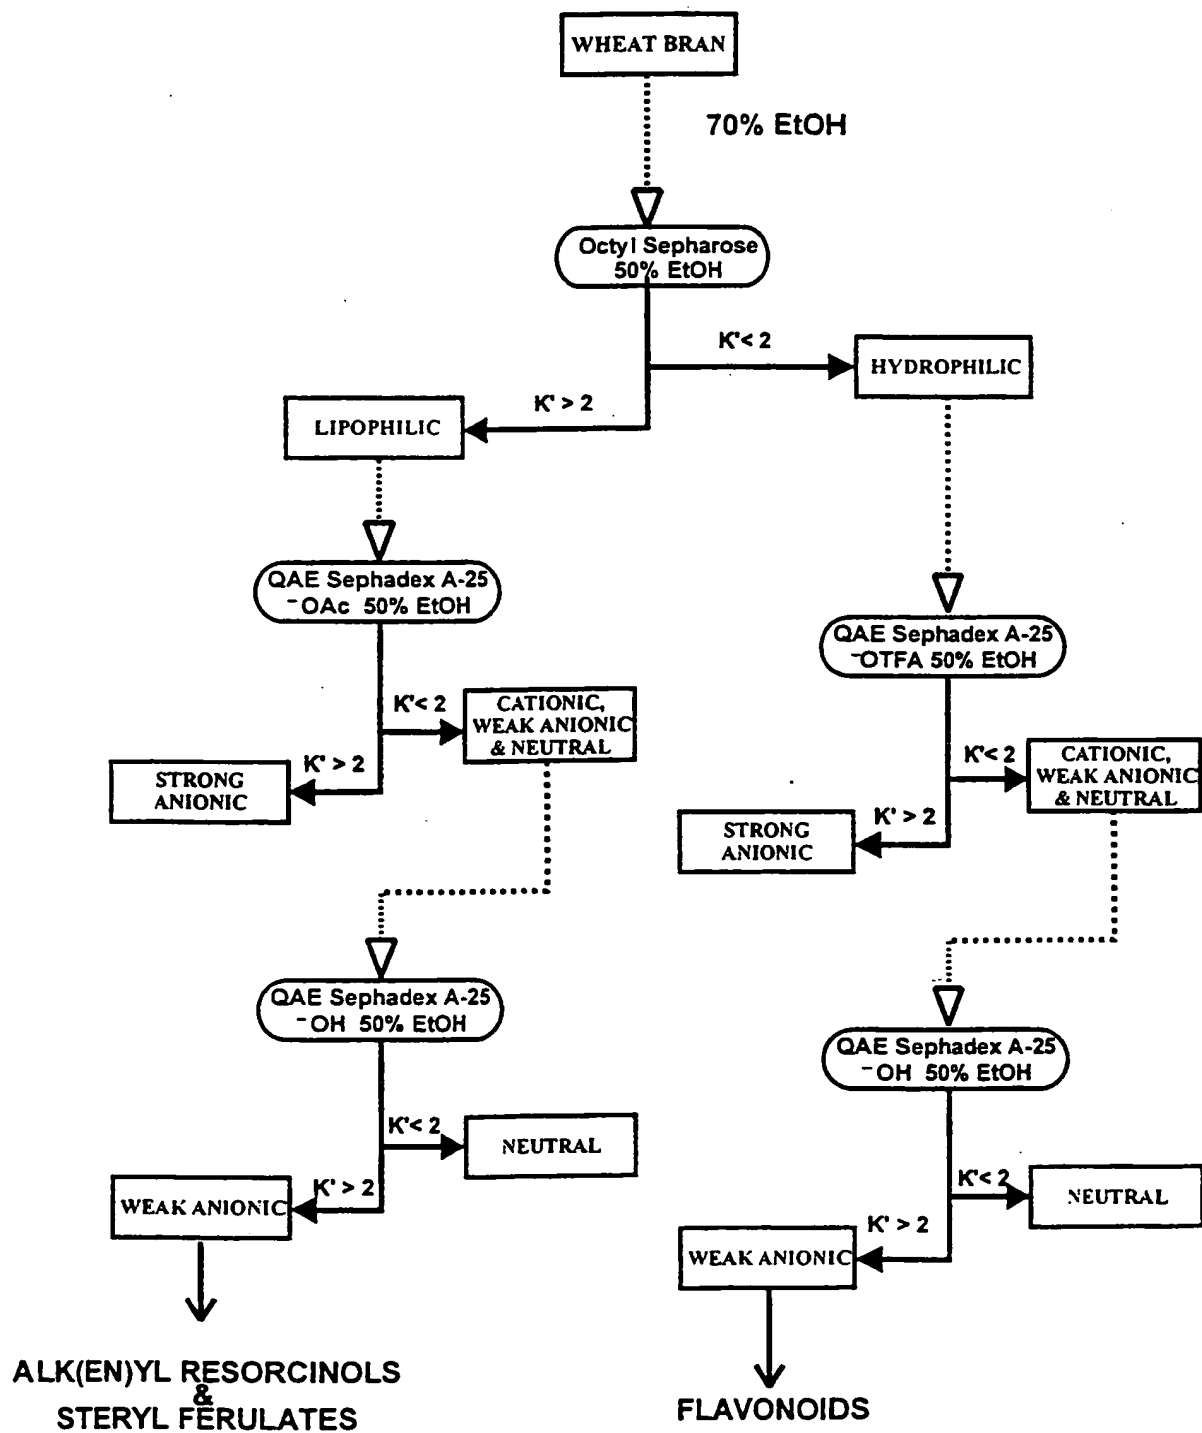 WHEAT BRAN
70% EtOH
Octyl Sepharose
50% EtOH
K'< 2
HYDROPHILIC
K' > 2
LIPOPHILIC
QAE Sephadex A-25
⁻OAc 50% EtOH
QAE Sephadex A-25
⁻OTFA 50% EtOH
K'< 2
CATIONIC,
WEAK ANIONIC
& NEUTRAL
K' > 2
STRONG
ANIONIC
K'< 2
CATIONIC,
WEAK ANIONIC
& NEUTRAL
K' > 2
STRONG
ANIONIC
QAE Sephadex A-25
⁻OH 50% EtOH
QAE Sephadex A-25
⁻OH 50% EtOH
K'< 2
NEUTRAL
K' > 2
WEAK ANIONIC
K'< 2
NEUTRAL
K' > 2
WEAK ANIONIC
ALK(EN)YL RESORCINOLS
&
STERYL FERULATES
FLAVONOIDS